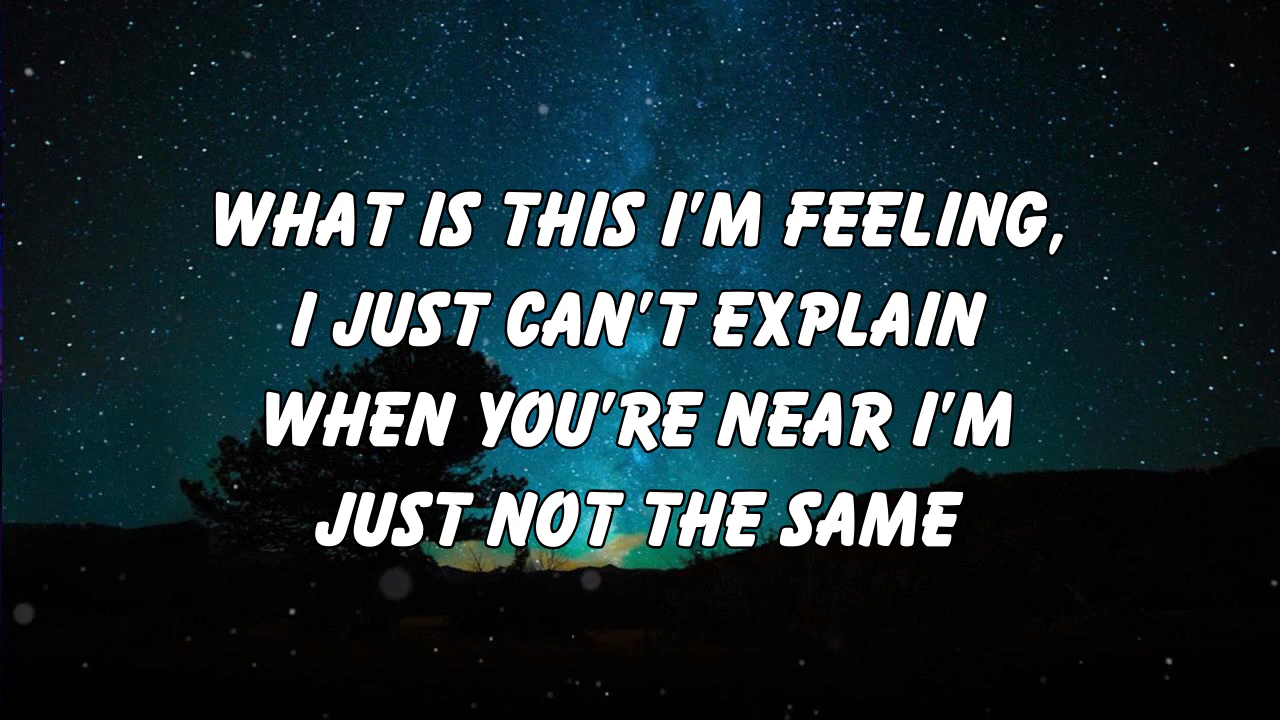 WHAT IS THIS I'M FEELING,
I JUST CAN'T EXPLAIN
WHEN YOU'RE NEAR I'M
JUST NOT THE SAME